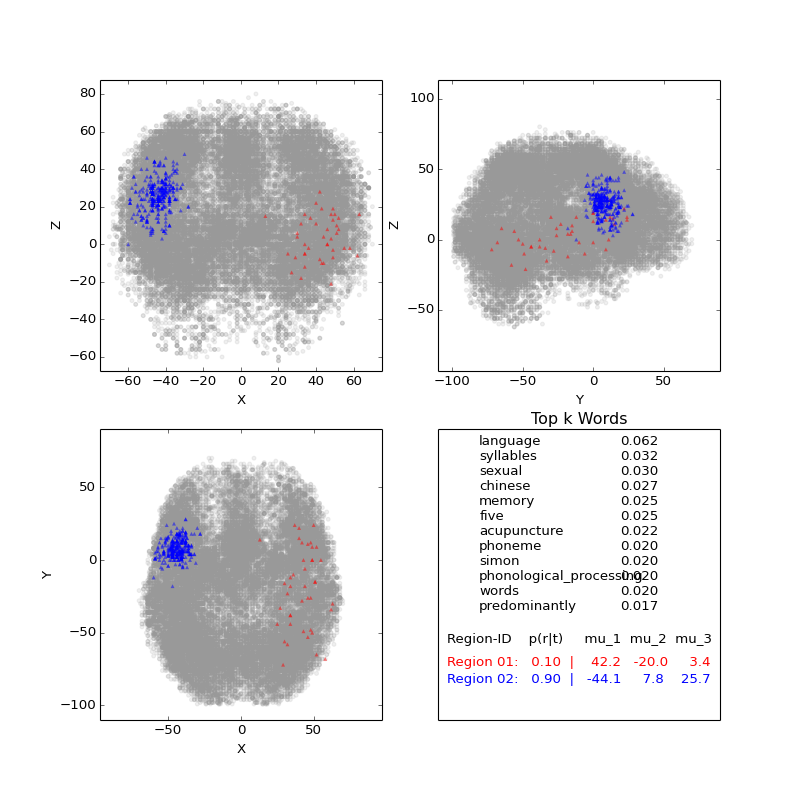 80
60
40
20
0
−20
−40
−60
Z
−60 −40 −20 0 20 40 60
X
100
50
0
−50
Z
−100 −50 0 50
Y
50
0
−50
−100
Y
−50 0 50
X
Top k Words
language 0.062
syllables 0.032
sexual 0.030
chinese 0.027
memory 0.025
five 0.025
acupuncture 0.022
phoneme 0.020
simon 0.020
phonological_processing 0.020
words 0.020
predominantly 0.017
Region-ID p(r|t) mu_1 mu_2 mu_3
Region 01: 0.10 | 42.2 -20.0 3.4
Region 02: 0.90 | -44.1 7.8 25.7